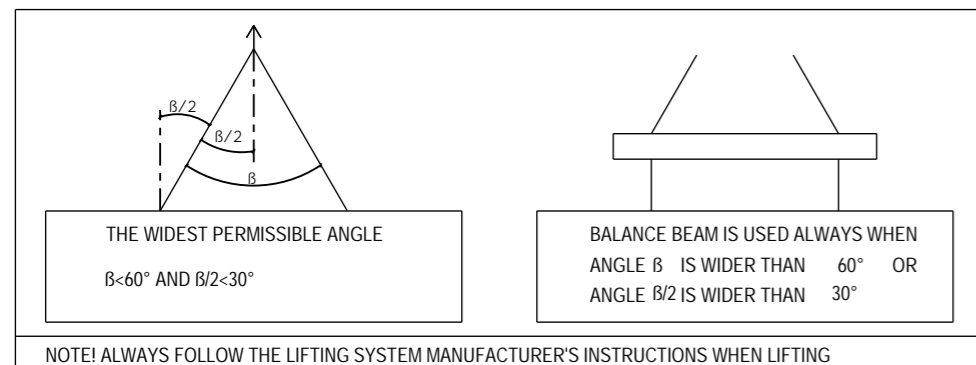 ß/2
ß/2
ß
THE WIDEST PERMISSIBLE ANGLE
ß<60° AND ß/2<30°
BALANCE BEAM IS USED ALWAYS WHEN
ANGLE ß IS WIDER THAN 60° OR
ANGLE ß/2 IS WIDER THAN 30°
NOTE! ALWAYS FOLLOW THE LIFTING SYSTEM MANUFACTURER'S INSTRUCTIONS WHEN LIFTING